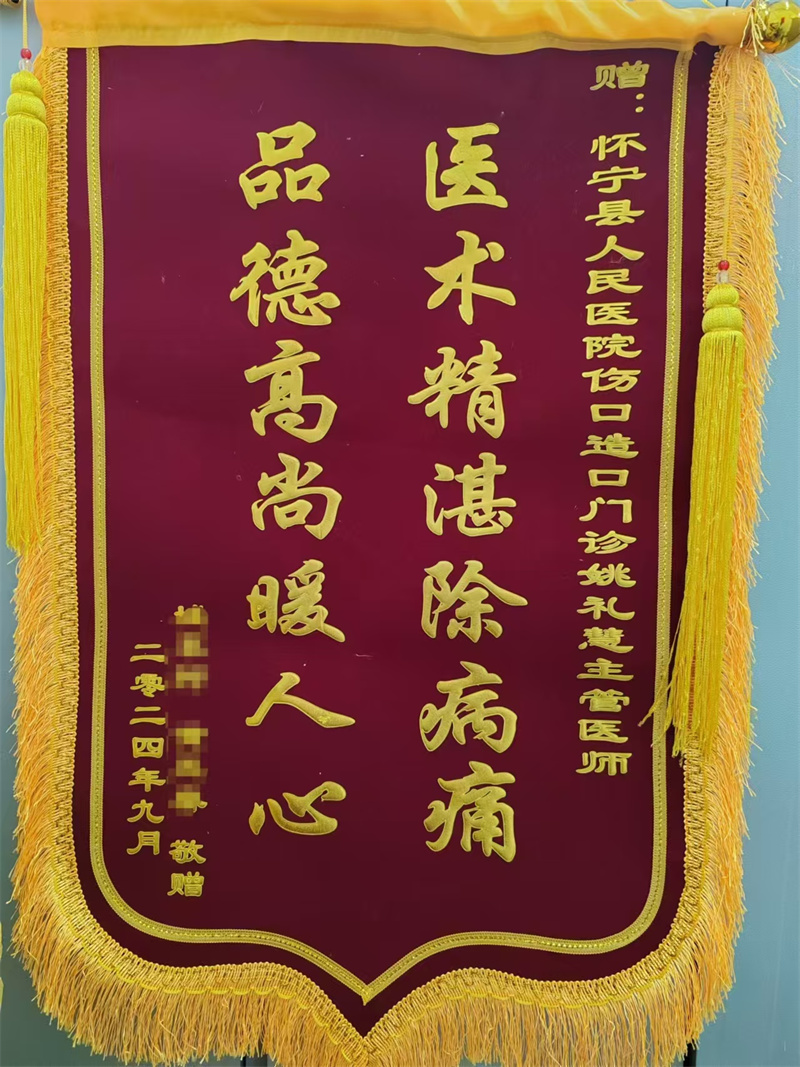 赠：怀宁县人民医院伤口造口门诊姚礼慧主管医师
医术精湛除病痛
品德高尚暖人心
敬赠
二零二四年九月